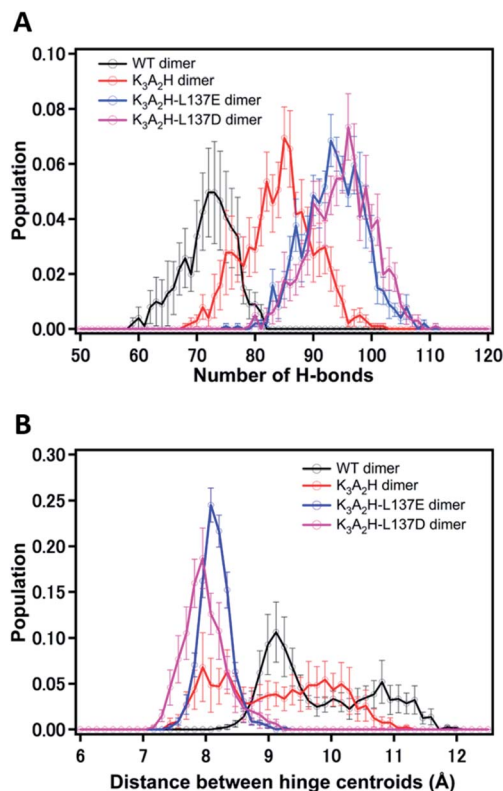 A
0.10
0.08
0.06
0.04
0.02
0.00
Population
WT dimer
K₃A₂H dimer
K₃A₂H-L137E dimer
K₃A₂H-L137D dimer
50 60 70 80 90 100 110 120
Number of H-bonds
B
0.30
0.25
0.20
0.15
0.10
0.05
0.00
Population
WT dimer
K₃A₂H dimer
K₃A₂H-L137E dimer
K₃A₂H-L137D dimer
6 7 8 9 10 11 12
Distance between hinge centroids (Å)